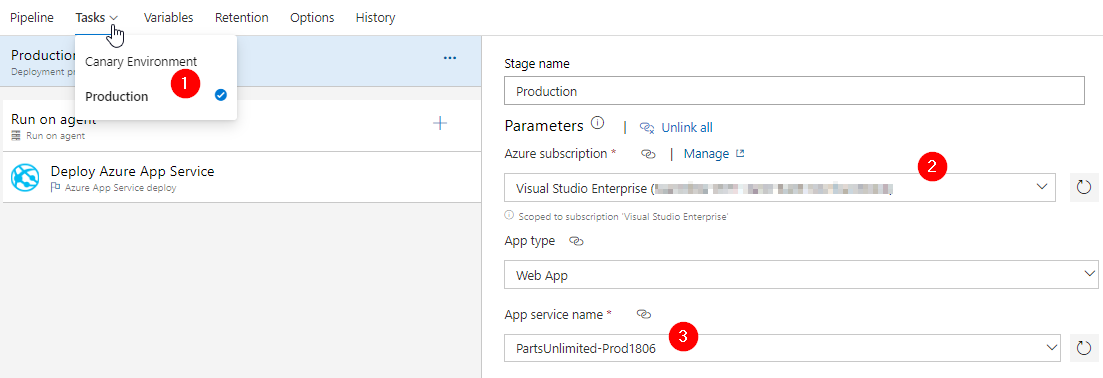 Pipeline Tasks Variables Retention Options History
Production
Deployment pr
Canary Environment
1
Production
Run on agent
Run on agent
Deploy Azure App Service
Azure App Service deploy
Stage name
Production
Parameters | Unlink all
Azure subscription * | Manage
2
Visual Studio Enterprise (
Scoped to subscription 'Visual Studio Enterprise'
App type
Web App
App service name *
3
PartsUnlimited-Prod1806